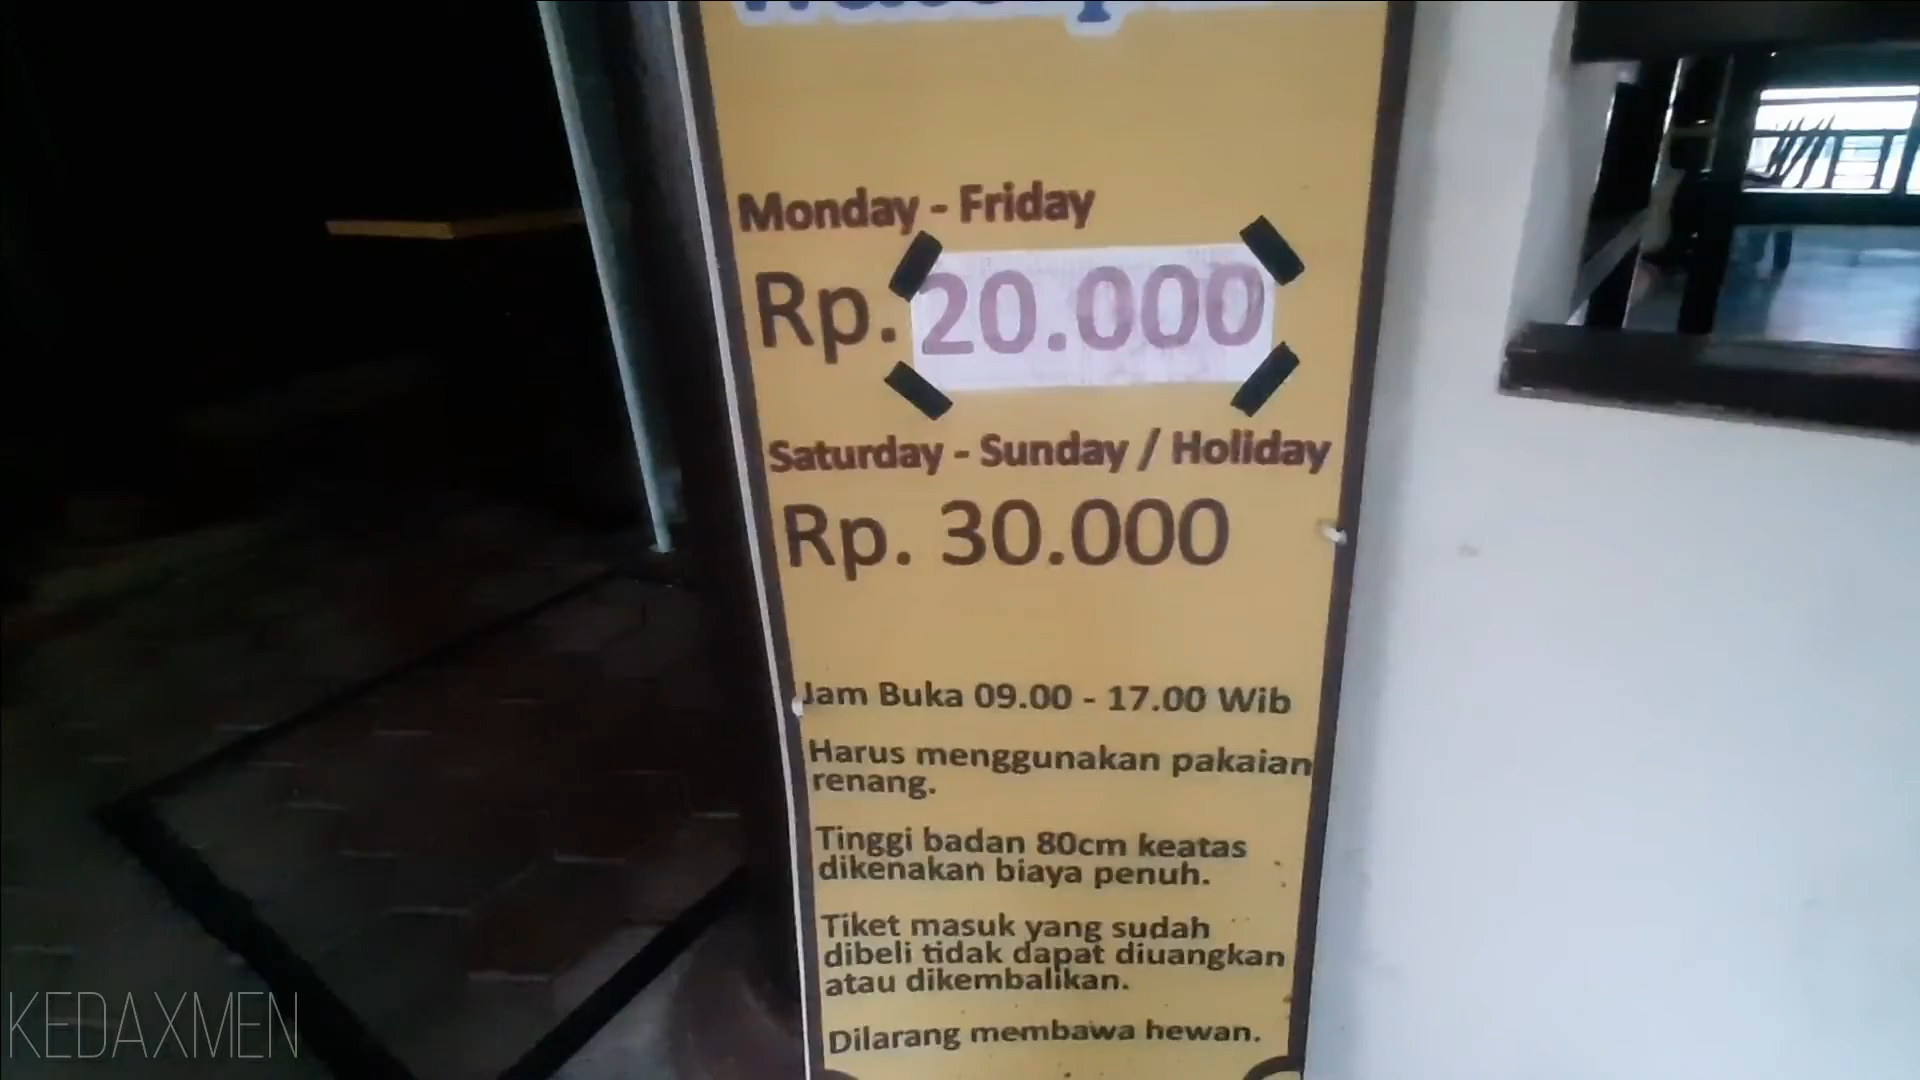 Monday - Friday
Rp. 20.000
Saturday - Sunday / Holiday
Rp. 30.000
Jam Buka 09.00 - 17.00 Wib
Harus menggunakan pakaian
renang.
Tinggi badan 80cm keatas
dikenakan biaya penuh.
Tiket masuk yang sudah
dibeli tidak dapat diuangkan
atau dikembalikan.
Dilarang membawa hewan.
KEDAXMEN